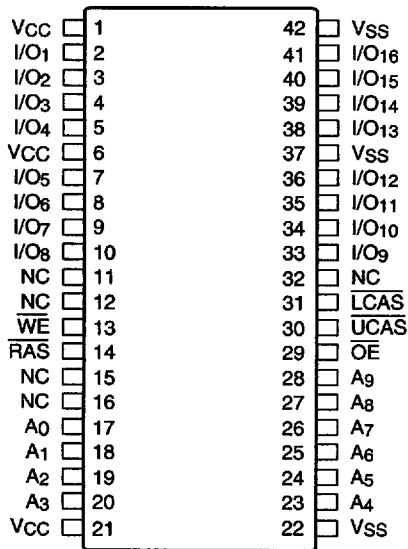 VCC 1 42 VSS
I/O1 2 41 I/O16
I/O2 3 40 I/O15
I/O3 4 39 I/O14
I/O4 5 38 I/O13
VCC 6 37 VSS
I/O5 7 36 I/O12
I/O6 8 35 I/O11
I/O7 9 34 I/O10
I/O8 10 33 I/O9
NC 11 32 NC
NC 12 31 LCAS
WE 13 30 UCAS
RAS 14 29 OE
NC 15 28 A9
NC 16 27 A8
A0 17 26 A7
A1 18 25 A6
A2 19 24 A5
A3 20 23 A4
VCC 21 22 VSS